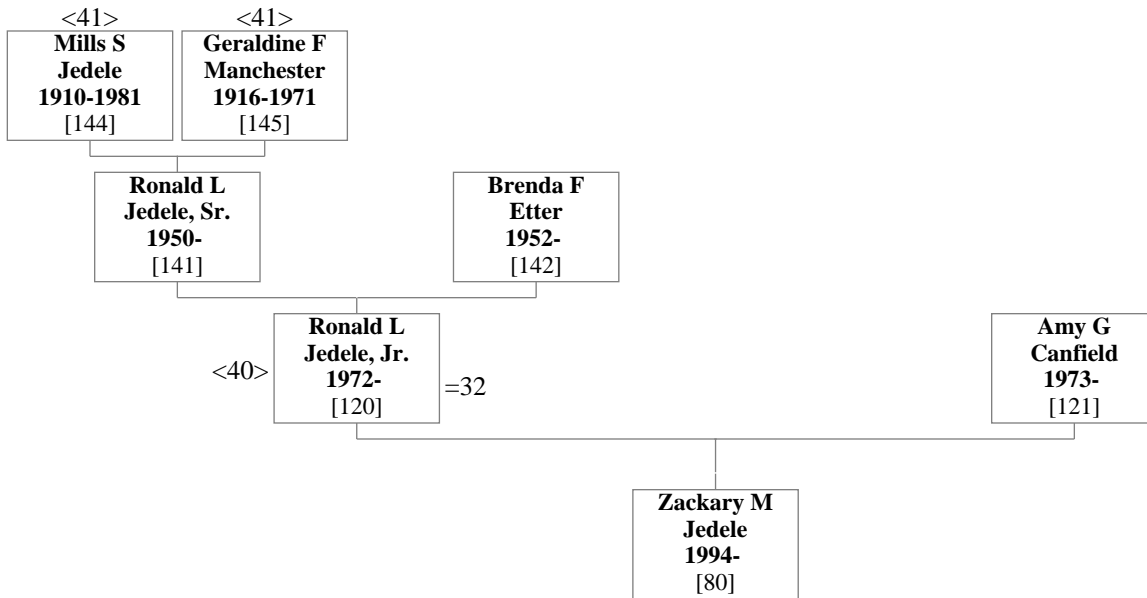 <41>
<41>
Mills S
Jedele
1910-1981
[144]
Geraldine F
Manchester
1916-1971
[145]
Ronald L
Jedele, Sr.
1950-
[141]
Brenda F
Etter
1952-
[142]
<40>
Ronald L
Jedele, Jr.
1972-
[120]
=32
Amy G
Canfield
1973-
[121]
Zackary M
Jedele
1994-
[80]